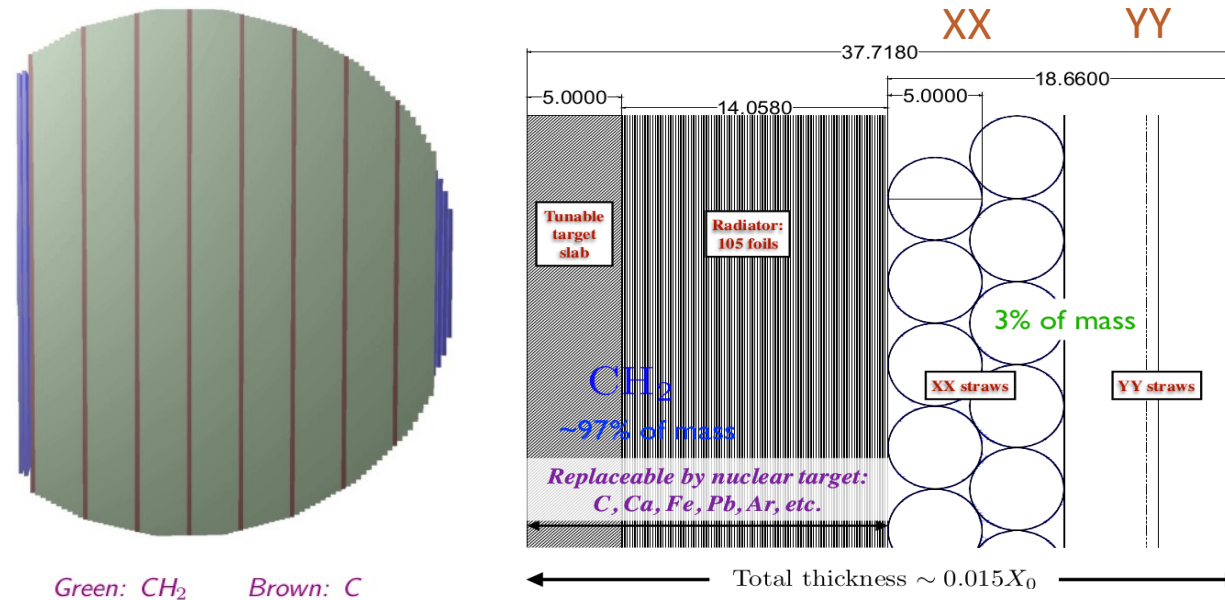 Green: CH₂ Brown: C
XX YY
37.7180
18.6600
5.0000
14.0580
5.0000
Tunable
target
slab
Radiator:
105 foils
3% of mass
XX straws
YY straws
CH₂
~97% of mass
Replaceable by nuclear target:
C, Ca, Fe, Pb, Ar, etc.
Total thickness ~ 0.015X₀